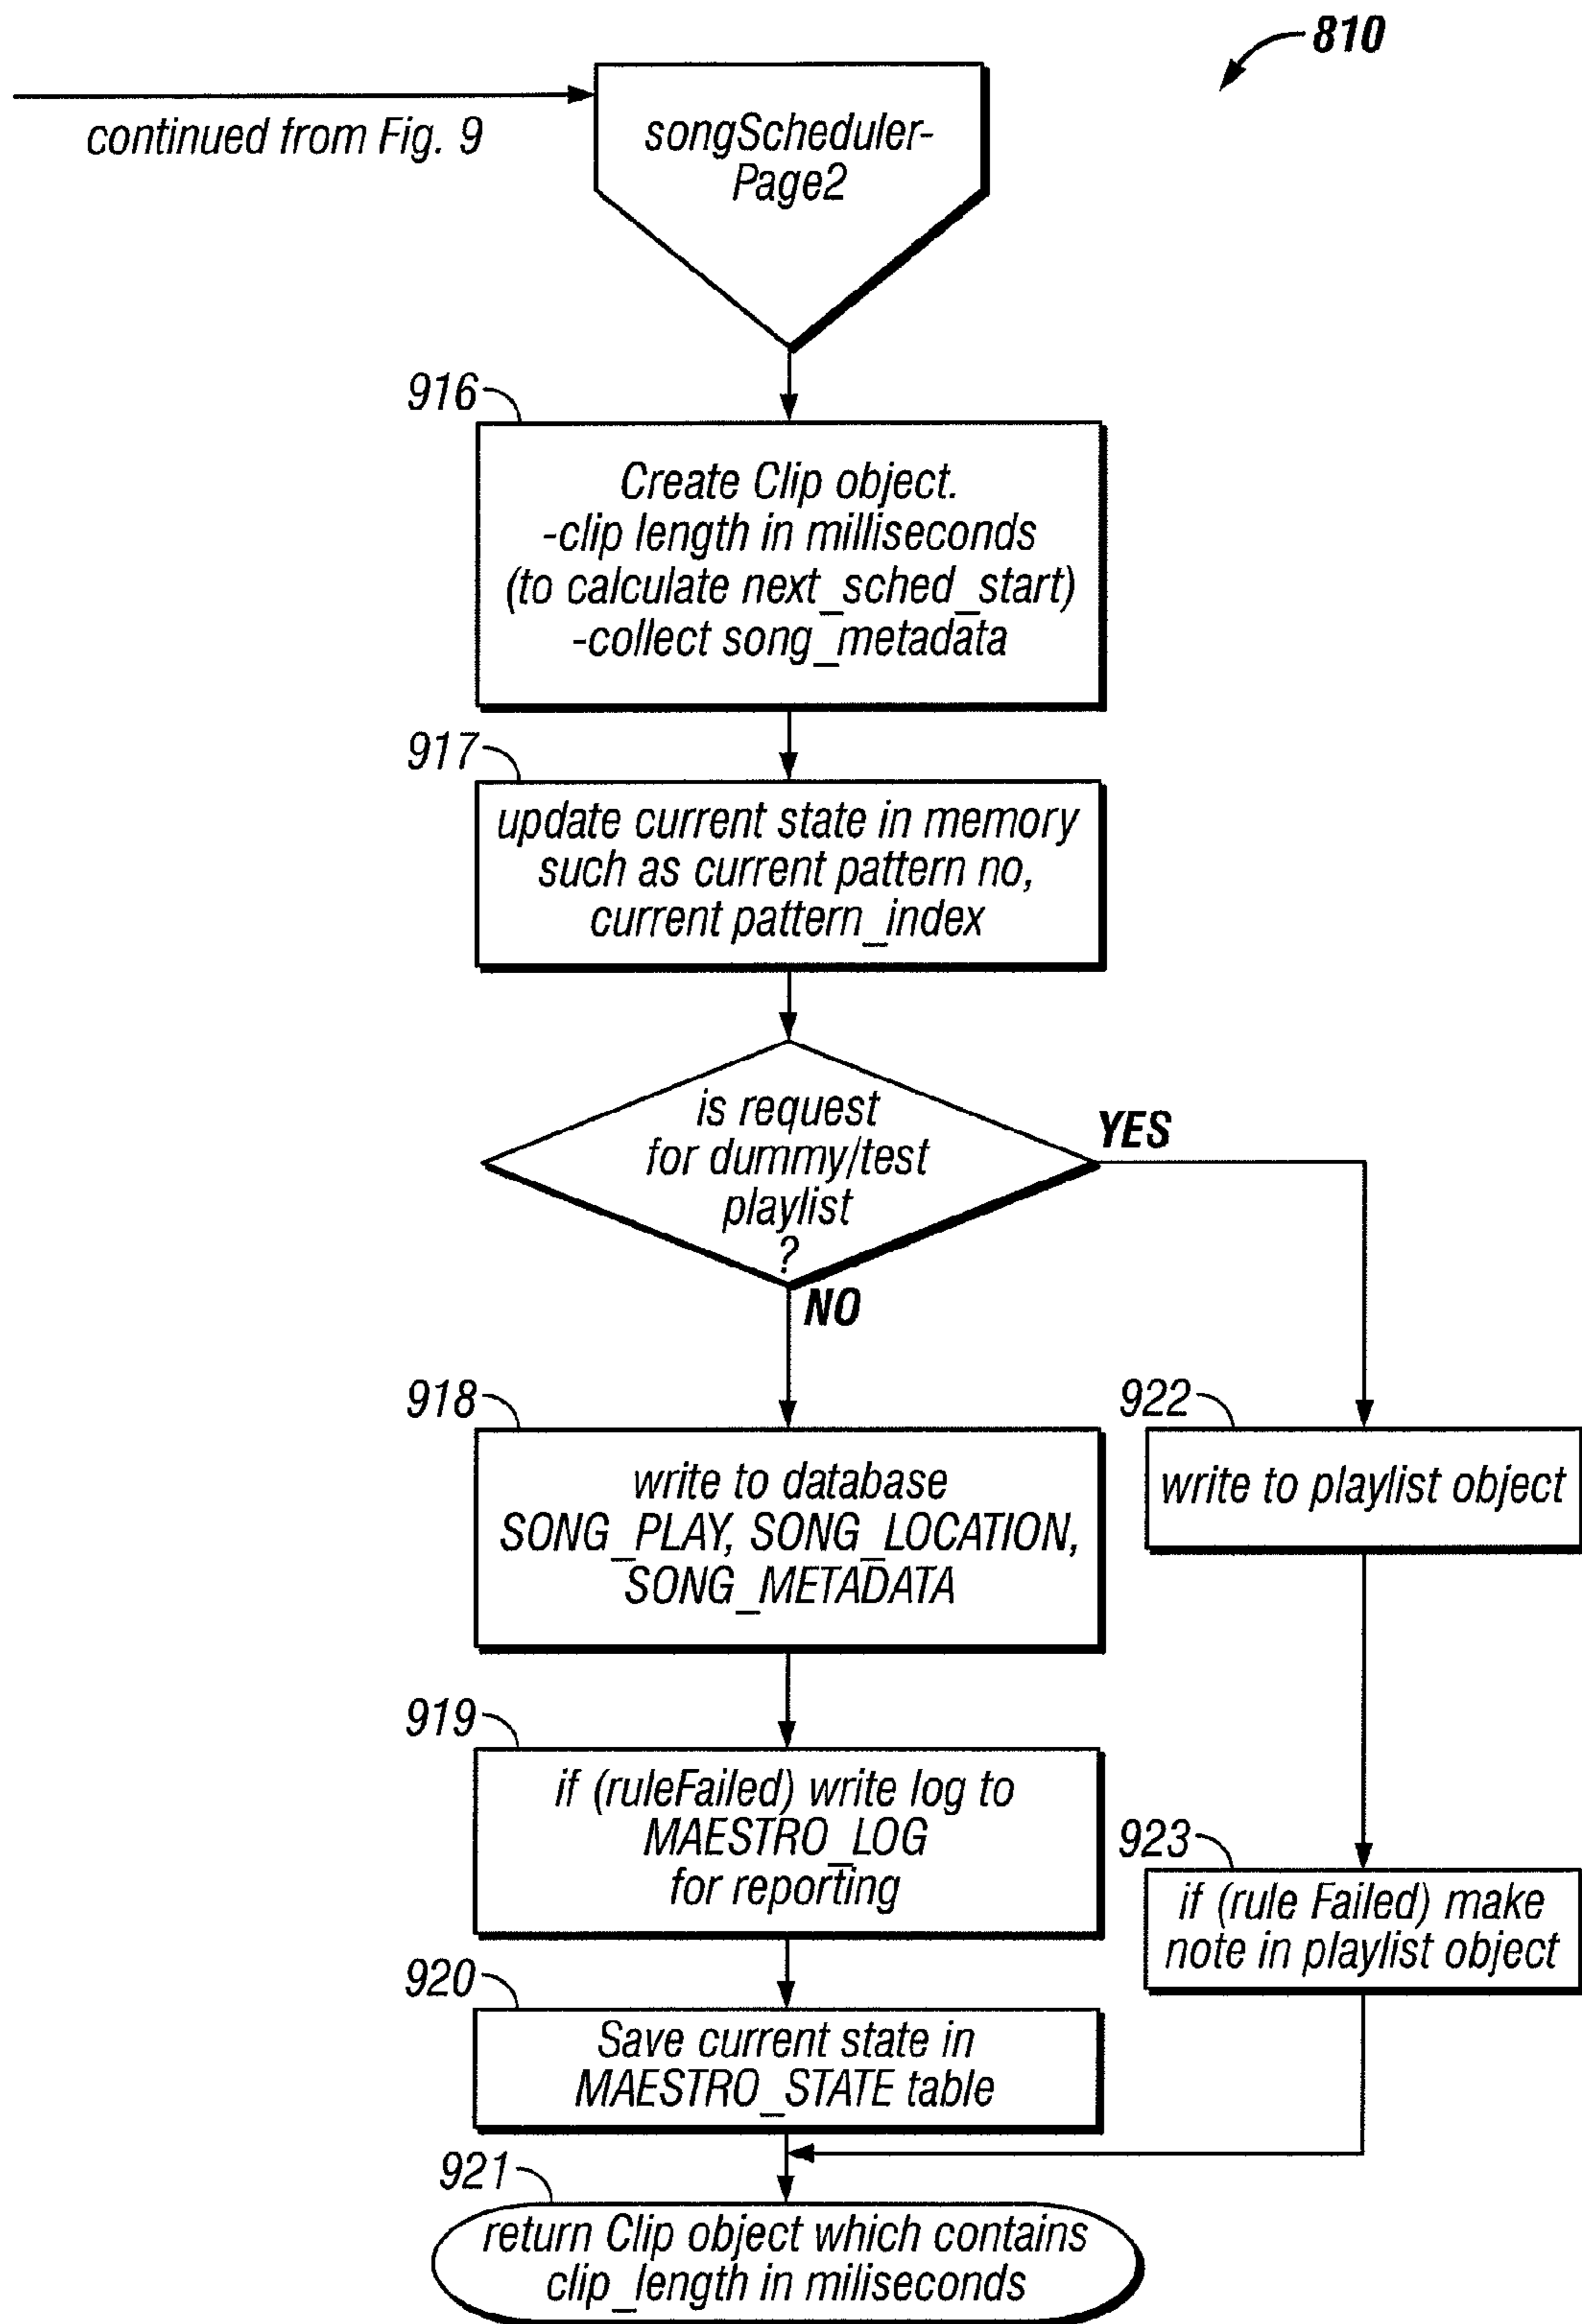 810
continued from Fig. 9
songScheduler-
Page2
916
Create Clip object.
-clip length in milliseconds
(to calculate next_sched_start)
-collect song_metadata
917
update current state in memory
such as current pattern no,
current pattern_index
is request
for dummy/test
playlist
?
YES
NO
918
write to database
SONG_PLAY, SONG_LOCATION,
SONG_METADATA
922
write to playlist object
919
if (ruleFailed) write log to
MAESTRO_LOG
for reporting
923
if (rule Failed) make
note in playlist object
920
Save current state in
MAESTRO_STATE table
921
return Clip object which contains
clip_length in miliseconds